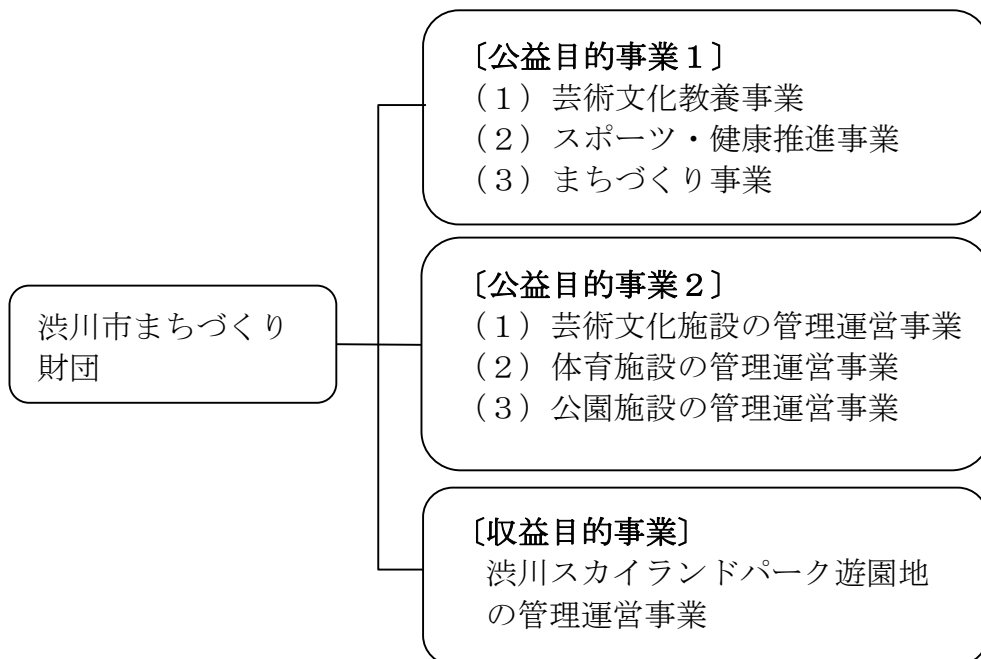 〔公益目的事業１〕
（１）芸術文化教養事業
（２）スポーツ・健康推進事業
（３）まちづくり事業
〔公益目的事業２〕
（１）芸術文化施設の管理運営事業
（２）体育施設の管理運営事業
（３）公園施設の管理運営事業
渋川市まちづくり
財団
〔収益目的事業〕
渋川スカイランドパーク遊園地
の管理運営事業